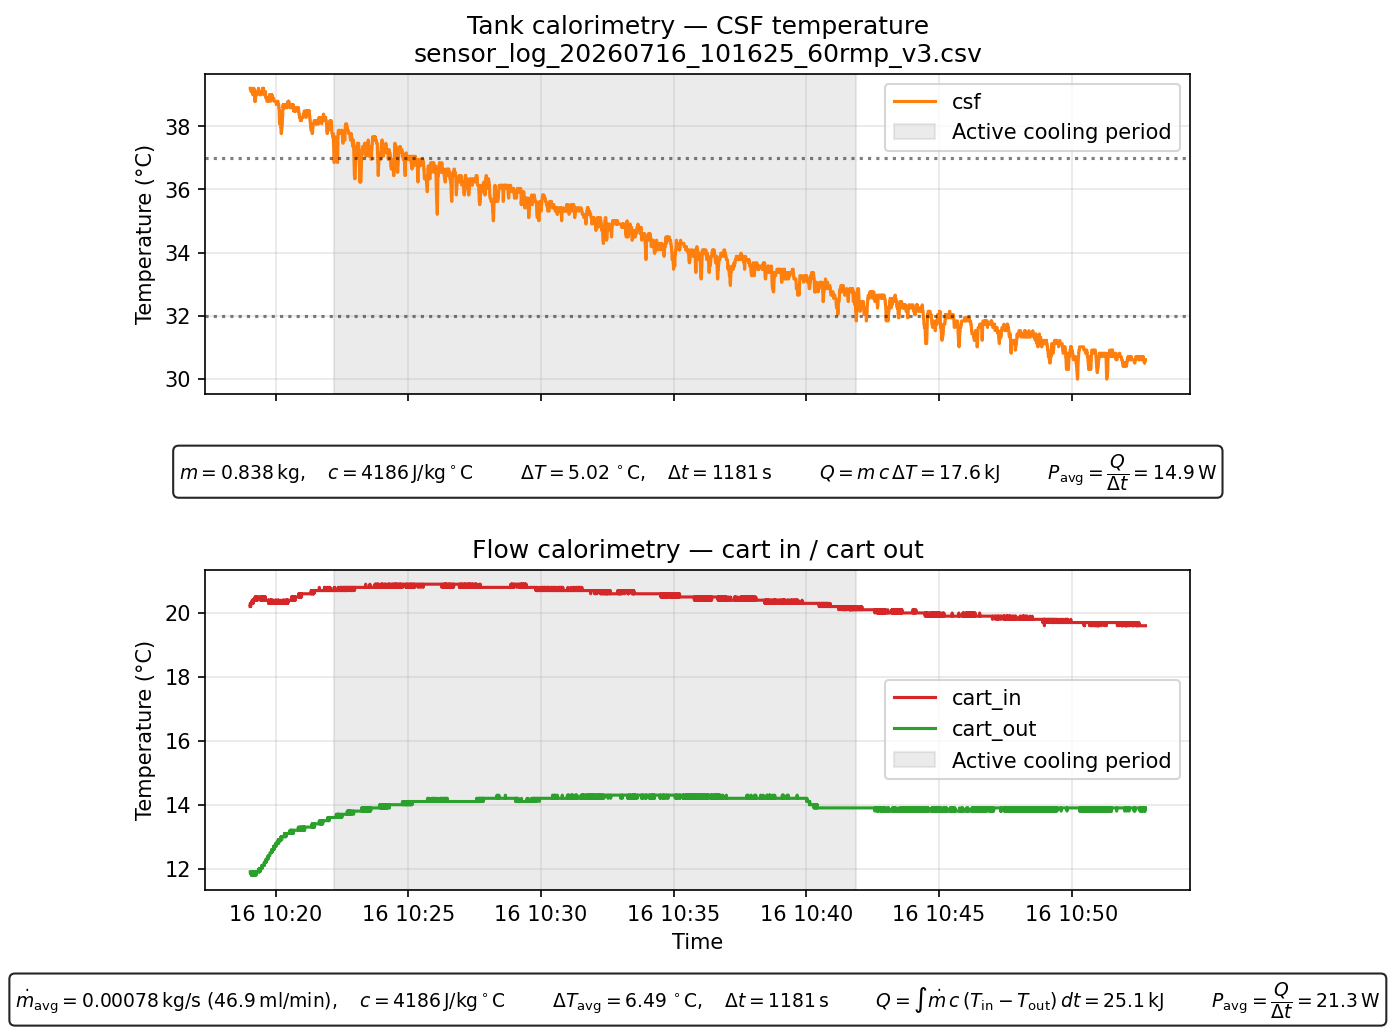 Tank calorimetry — CSF temperature
sensor_log_20260716_101625_60rmp_v3.csv
Temperature (°C)
38
36
34
32
30
csf
Active cooling period
m = 0.838 kg, c = 4186 J/kg°C ΔT = 5.02 °C, Δt = 1181 s Q = m c ΔT = 17.6 kJ P_avg = Q/Δt = 14.9 W
Flow calorimetry — cart in / cart out
Temperature (°C)
20
18
16
14
12
cart_in
cart_out
Active cooling period
16 10:20 16 10:25 16 10:30 16 10:35 16 10:40 16 10:45 16 10:50
Time
ṁ_avg = 0.00078 kg/s (46.9 ml/min), c = 4186 J/kg°C ΔT_avg = 6.49 °C, Δt = 1181 s Q = ∫ṁ c (T_in − T_out) dt = 25.1 kJ P_avg = Q/Δt = 21.3 W